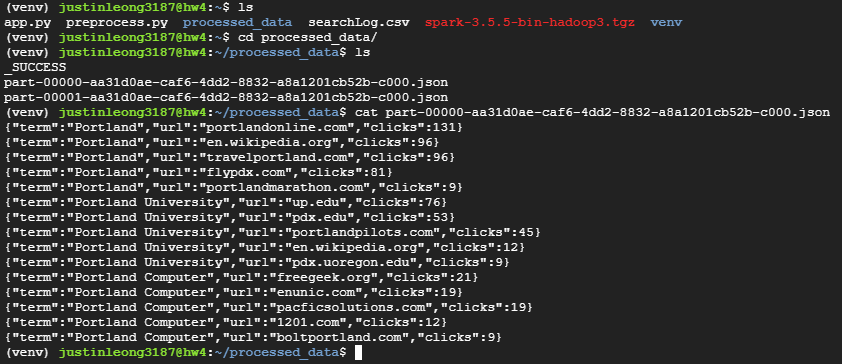 (venv) justinleong3187@hw4:~$ ls
app.py preprocess.py processed_data searchLog.csv spark-3.5.5-bin-hadoop3.tgz venv
(venv) justinleong3187@hw4:~$ cd processed_data/
(venv) justinleong3187@hw4:~/processed_data$ ls
_SUCCESS
part-00000-aa31d0ae-caf6-4dd2-8832-a8a1201cb52b-c000.json
part-00001-aa31d0ae-caf6-4dd2-8832-a8a1201cb52b-c000.json
(venv) justinleong3187@hw4:~/processed_data$ cat part-00000-aa31d0ae-caf6-4dd2-8832-a8a1201cb52b-c000.json
{"term":"Portland","url":"portlandonline.com","clicks":131}
{"term":"Portland","url":"en.wikipedia.org","clicks":96}
{"term":"Portland","url":"travelportland.com","clicks":96}
{"term":"Portland","url":"flypdx.com","clicks":81}
{"term":"Portland","url":"portlandmarathon.com","clicks":9}
{"term":"Portland University","url":"up.edu","clicks":76}
{"term":"Portland University","url":"pdx.edu","clicks":53}
{"term":"Portland University","url":"portlandpilots.com","clicks":45}
{"term":"Portland University","url":"en.wikipedia.org","clicks":12}
{"term":"Portland University","url":"pdx.uoregon.edu","clicks":9}
{"term":"Portland Computer","url":"freegeek.org","clicks":21}
{"term":"Portland Computer","url":"enunic.com","clicks":19}
{"term":"Portland Computer","url":"pacficsolutions.com","clicks":19}
{"term":"Portland Computer","url":"1201.com","clicks":12}
{"term":"Portland Computer","url":"boltportland.com","clicks":9}
(venv) justinleong3187@hw4:~/processed_data$